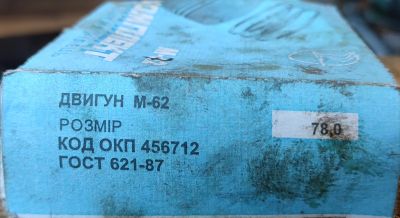 ДВИГУН М-62
РОЗМІР 78,0
КОД ОКП 456712
ГОСТ 621-87